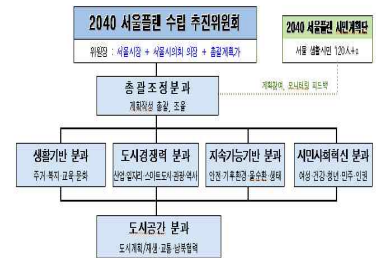 2040 서울플랜 수립 추진위원회
위원장 : 서울시장 + 서울시의회 의장 + 총괄계획가
2040 서울플랜 시민계획단
서울 생활시민 120人+α
총괄조정분과
계획작성 총괄, 조율
계획참여, 모니터링 피드백
생활기반 분과
주거·복지·교육·문화
도시경쟁력 분과
산업·일자리·스마트도시·관광·역사
지속가능기반 분과
안전·기후환경·물순환·생태
시민사회혁신 분과
여성·건강·청년·민주·인권
도시공간 분과
도시계획/재생·교통·남북협력